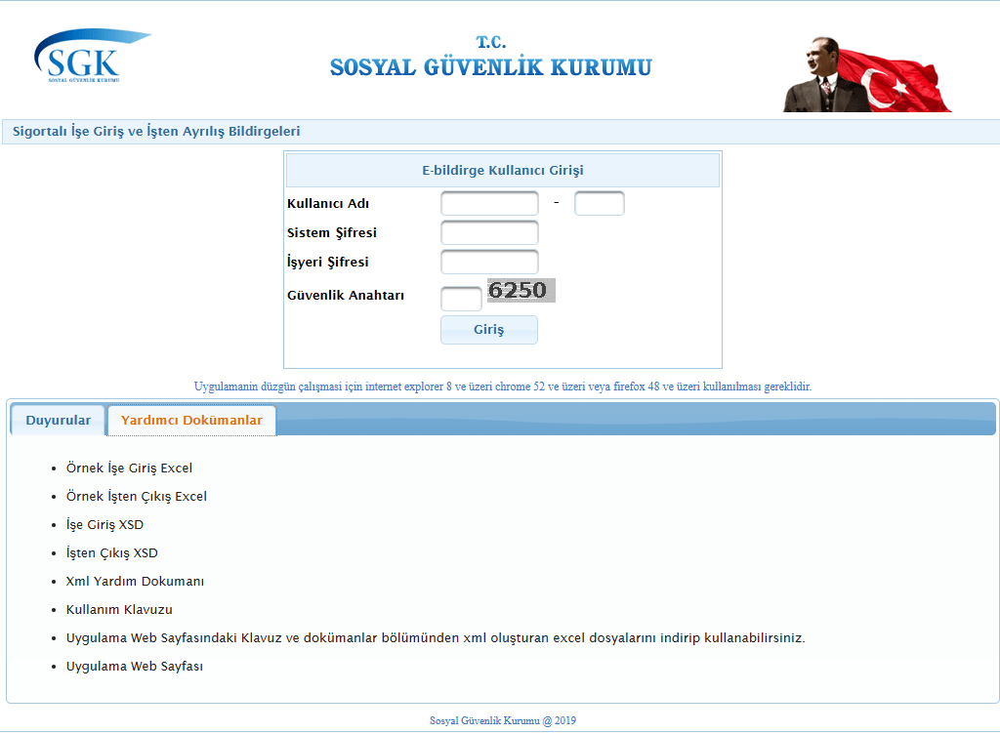 SGK
SOSYAL GÜVENLİK KURUMU
T.C.
SOSYAL GÜVENLİK KURUMU
Sigortalı İşe Giriş ve İşten Ayrılış Bildirgeleri
E-bildirge Kullanıcı Girişi
Kullanıcı Adı -
Sistem Şifresi
İşyeri Şifresi
Güvenlik Anahtarı 6250
Giriş
Uygulamanin düzgün çalışmasi için internet explorer 8 ve üzeri chrome 52 ve üzeri veya firefox 48 ve üzeri kullanılması gereklidir.
Duyurular Yardımcı Dokümanlar
• Örnek İşe Giriş Excel
• Örnek İşten Çıkış Excel
• İşe Giriş XSD
• İşten Çıkış XSD
• Xml Yardım Dokumanı
• Kullanım Klavuzu
• Uygulama Web Sayfasındaki Klavuz ve dokümanlar bölümünden xml oluşturan excel dosyalarını indirip kullanabilirsiniz.
• Uygulama Web Sayfası
Sosyal Güvenlik Kurumu @ 2019